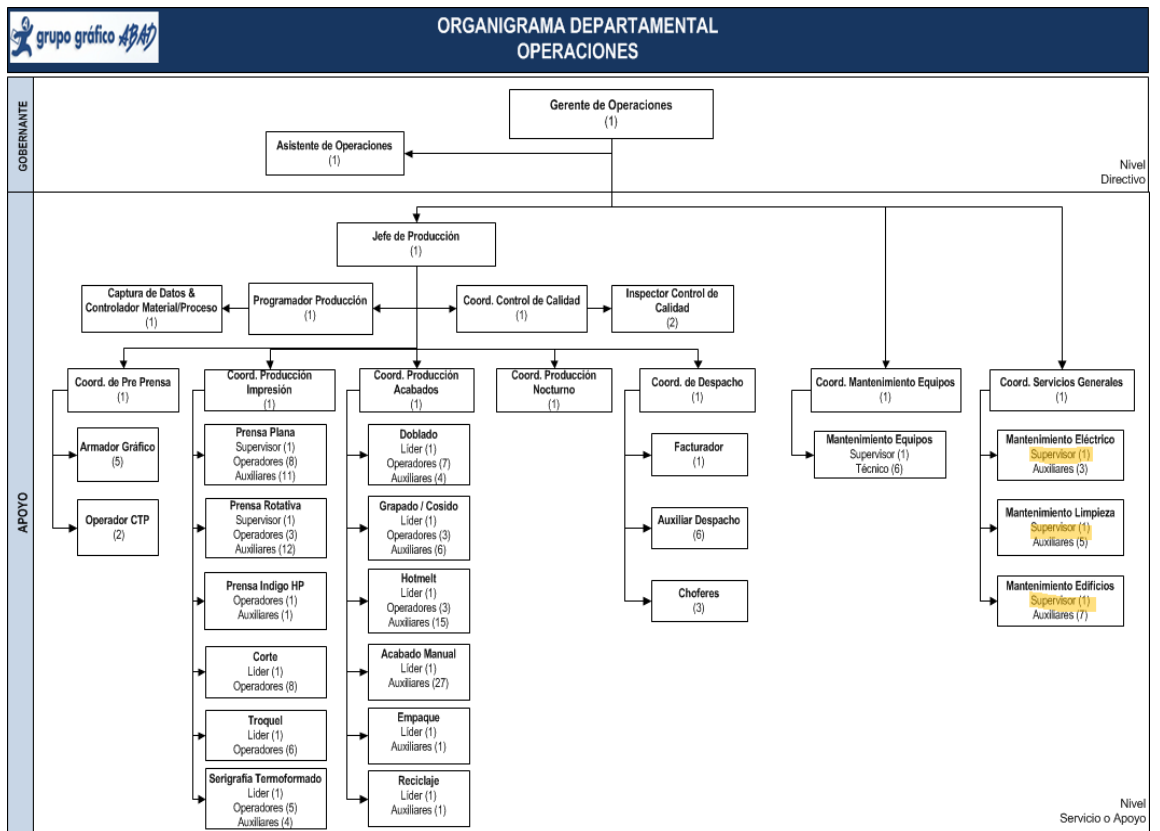 grupo gráfico ABAD
ORGANIGRAMA DEPARTAMENTAL
OPERACIONES
GOBERNANTE
Gerente de Operaciones
(1)
Asistente de Operaciones
(1)
Nivel
Directivo
APOYO
Jefe de Producción
(1)
Captura de Datos &
Controlador Material/Proceso
(1)
Programador Producción
(1)
Coord. Control de Calidad
(1)
Inspector Control de
Calidad
(2)
Coord. de Pre Prensa
(1)
Coord. Producción
Impresión
(1)
Coord. Producción
Acabados
(1)
Coord. Producción
Nocturno
(1)
Coord. de Despacho
(1)
Coord. Mantenimiento Equipos
(1)
Coord. Servicios Generales
(1)
Armador Gráfico
(5)
Operador CTP
(2)
Prensa Plana
Supervisor (1)
Operadores (8)
Auxiliares (11)
Prensa Rotativa
Supervisor (1)
Operadores (3)
Auxiliares (12)
Prensa Indigo HP
Operadores (1)
Auxiliares (1)
Corte
Líder (1)
Operadores (8)
Troquel
Líder (1)
Operadores (6)
Serigrafía Termoformado
Líder (1)
Operadores (5)
Auxiliares (4)
Doblado
Líder (1)
Operadores (7)
Auxiliares (4)
Grapado / Cosido
Líder (1)
Operadores (3)
Auxiliares (6)
Hotmelt
Líder (1)
Operadores (3)
Auxiliares (15)
Acabado Manual
Líder (1)
Auxiliares (27)
Empaque
Líder (1)
Auxiliares (1)
Reciclaje
Líder (1)
Auxiliares (1)
Facturador
(1)
Auxiliar Despacho
(6)
Choferes
(3)
Mantenimiento Equipos
Supervisor (1)
Técnico (6)
Mantenimiento Eléctrico
Supervisor (1)
Auxiliares (3)
Mantenimiento Limpieza
Supervisor (1)
Auxiliares (5)
Mantenimiento Edificios
Supervisor (1)
Auxiliares (7)
Nivel
Servicio o Apoyo